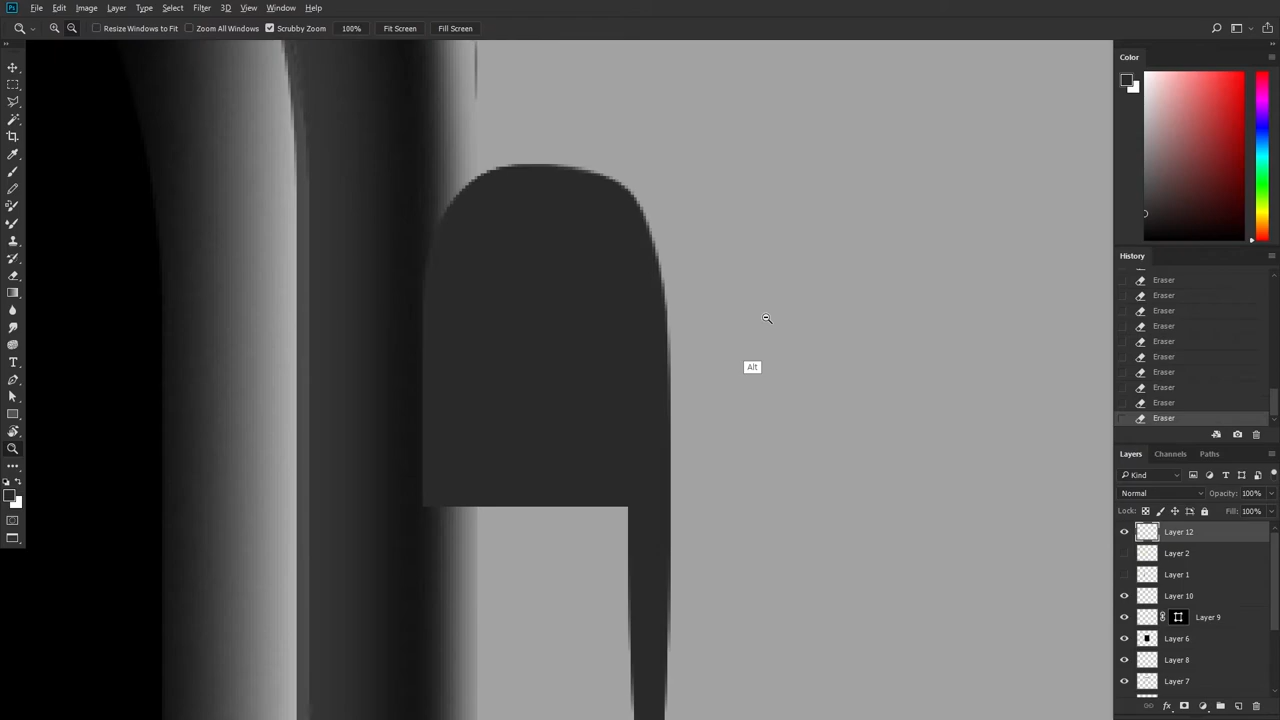 Ps File Edit Image Layer Type Select Filter 3D View Window Help
Resize Windows to Fit Zoom All Windows Scrubby Zoom 100% Fit Screen Fill Screen
Color
History
Eraser
Eraser
Eraser
Eraser
Eraser
Eraser
Eraser
Eraser
Eraser
Eraser
Alt
Layers Channels Paths
Kind
Normal Opacity: 100%
Lock: Fill: 100%
Layer 12
Layer 2
Layer 1
Layer 10
Layer 9
Layer 6
Layer 8
Layer 7